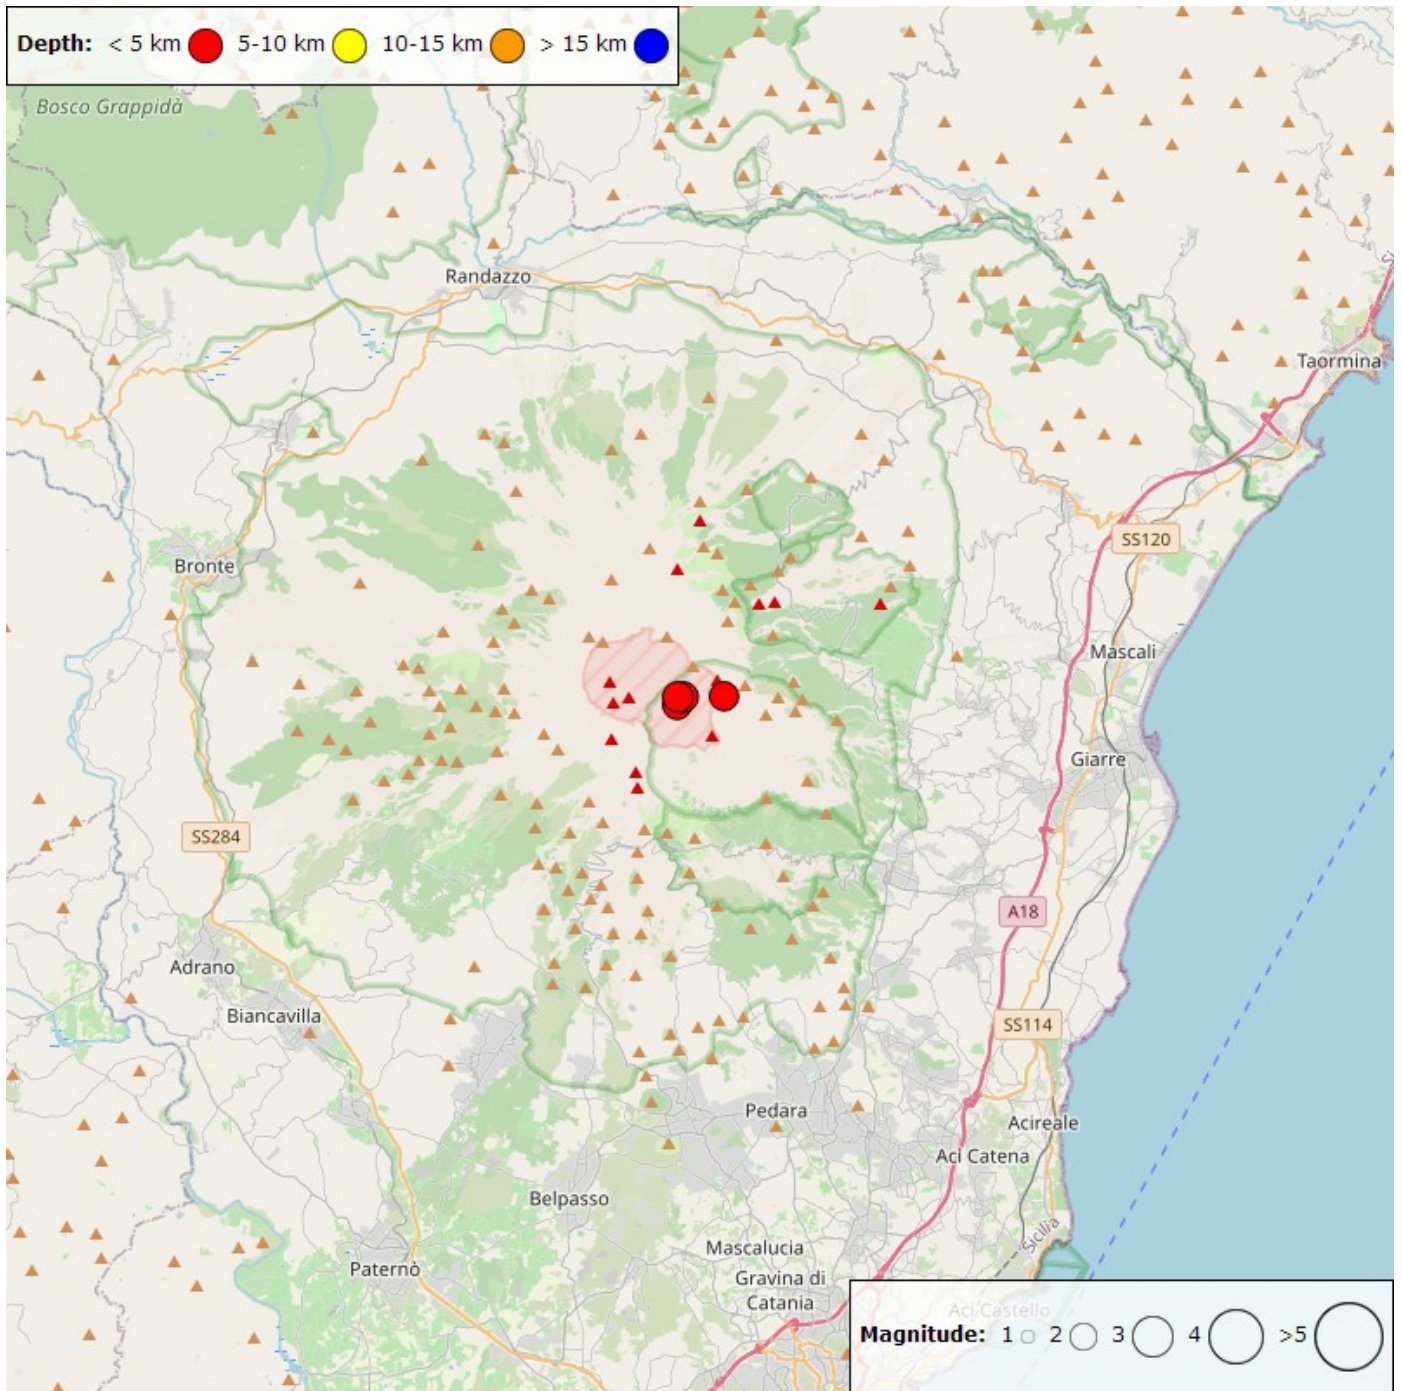 Depth: < 5 km 5-10 km 10-15 km > 15 km
Bosco Grappidà
Randazzo
Taormina
SS120
Bronte
Mascali
Giarre
SS284
A18
Adrano
Biancavilla
SS114
Pedara
Acireale
Aci Catena
Belpasso
Sicilia
Mascalucia
Paternò
Gravina di
Catania
Aci Castello
Magnitude: 1 2 3 4 >5